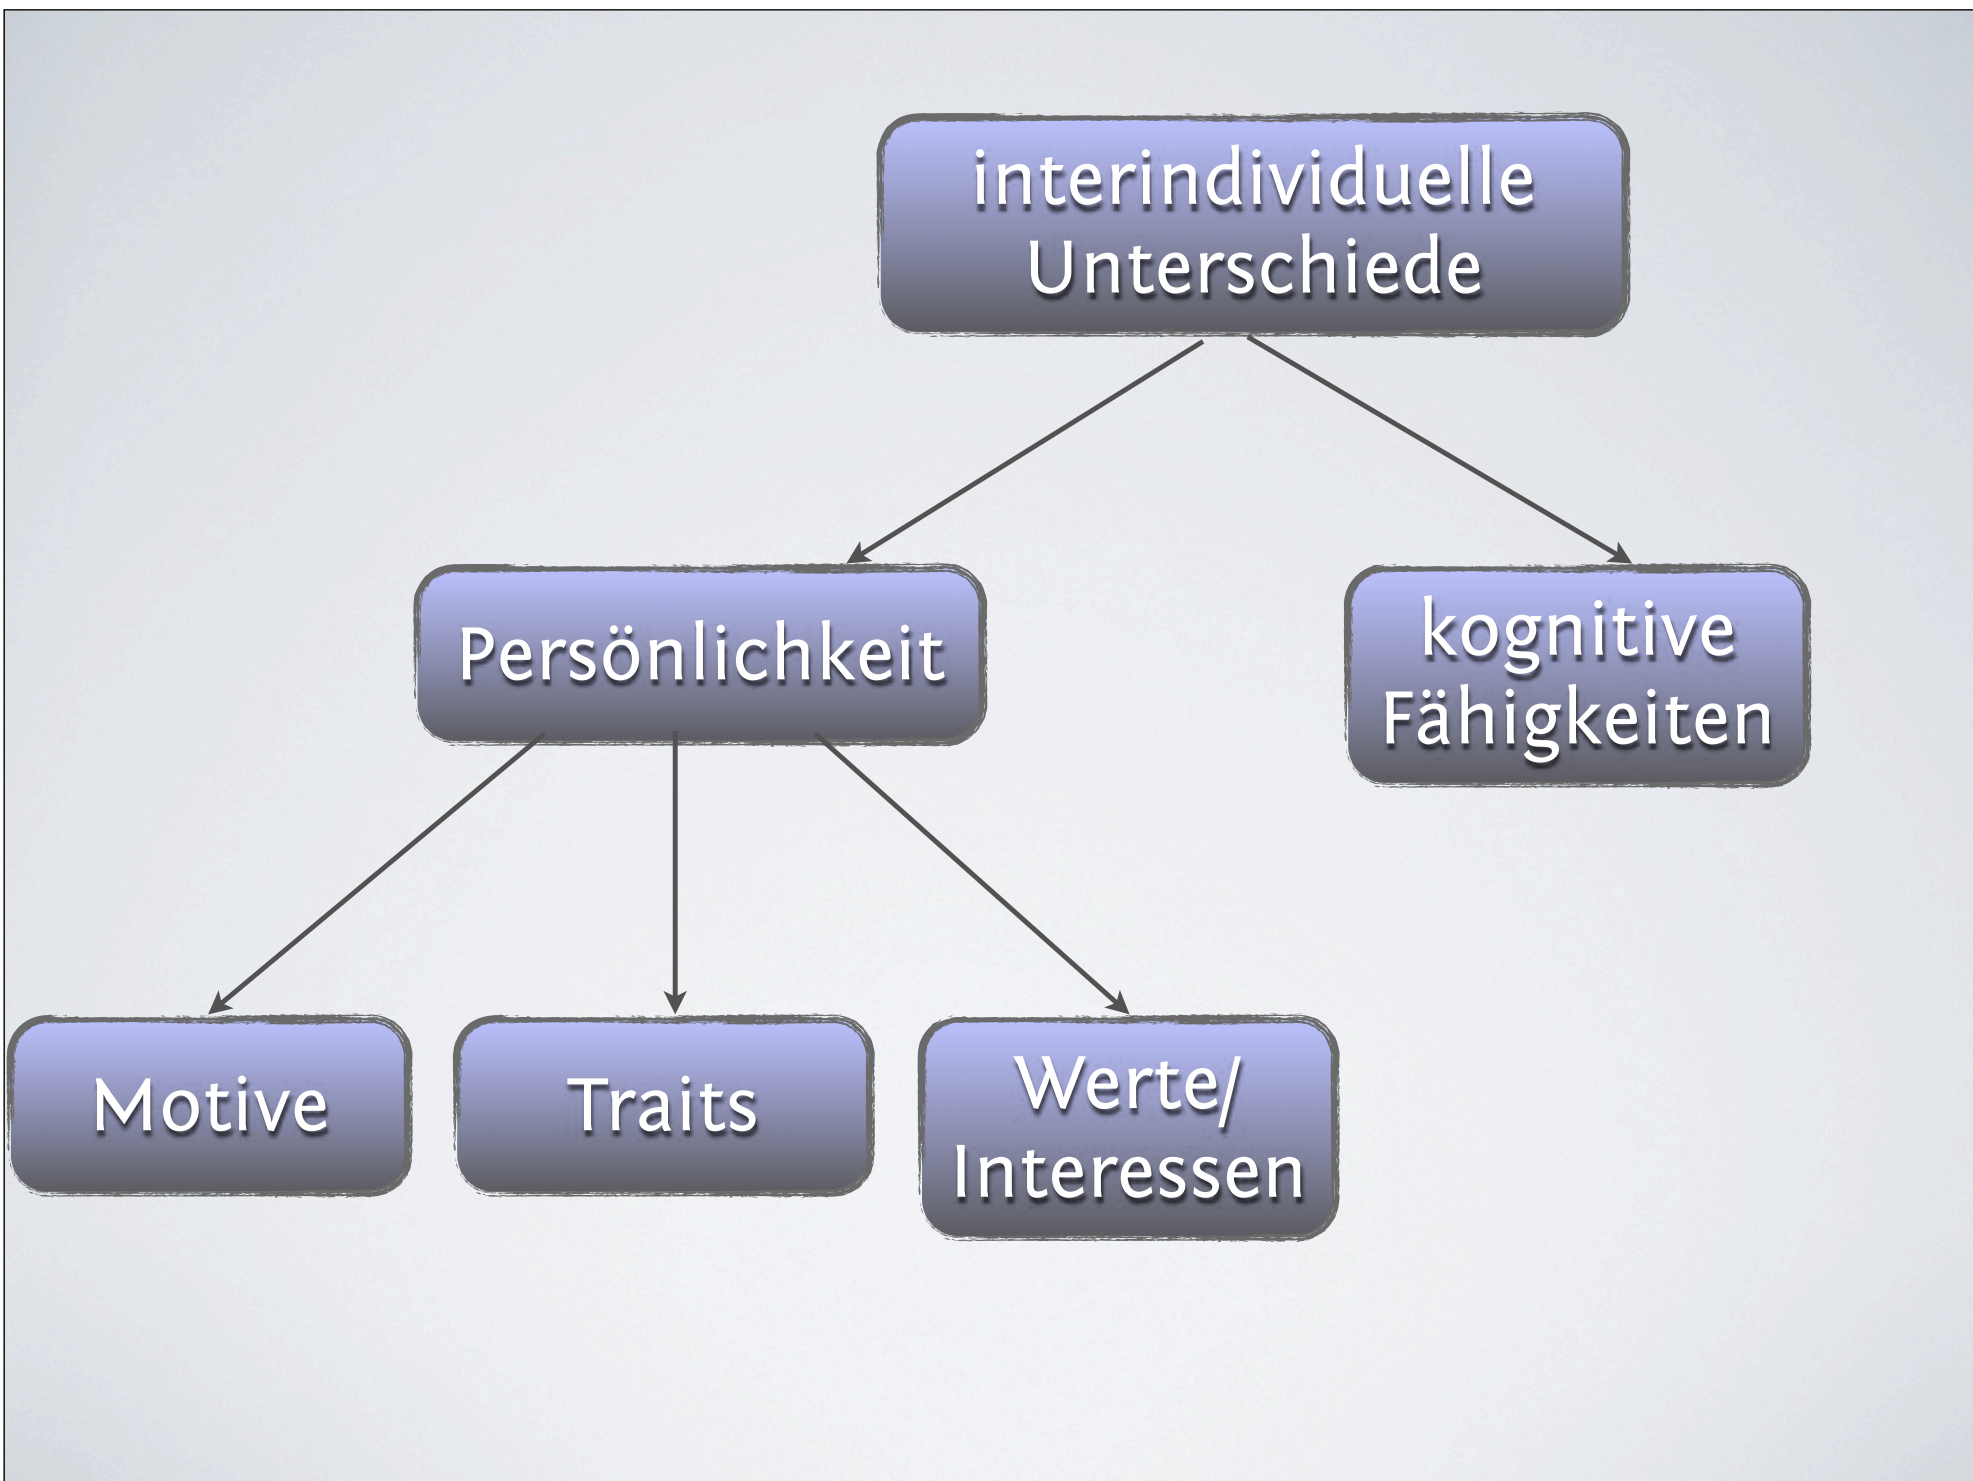 interindividuelle
Unterschiede
Persönlichkeit
kognitive
Fähigkeiten
Motive
Traits
Werte/
Interessen